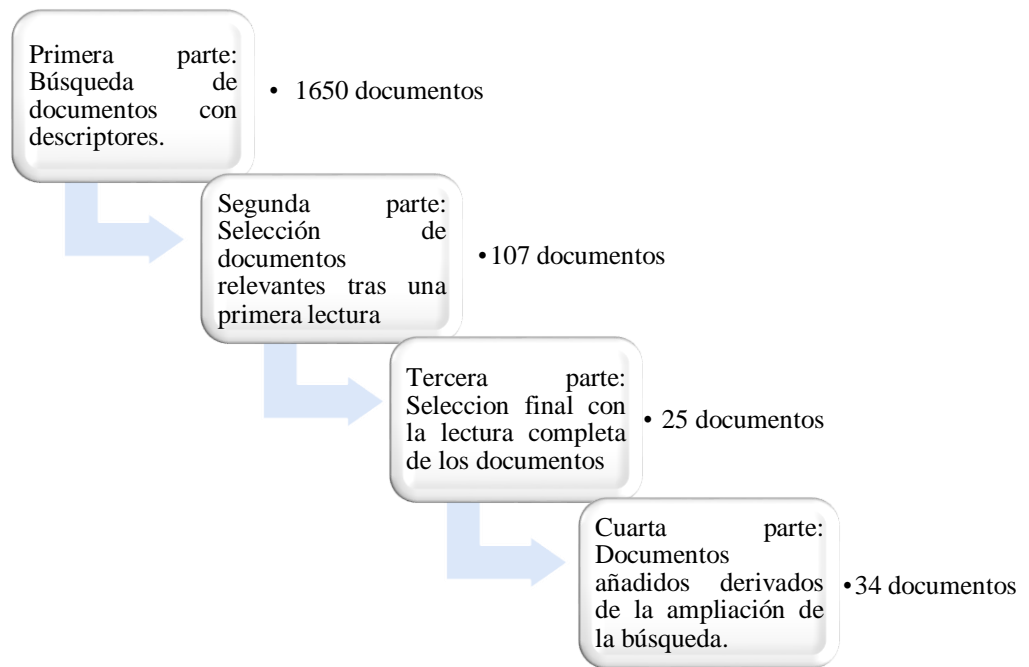 Primera parte:
Búsqueda de
documentos con
descriptores.
• 1650 documentos
Segunda parte:
Selección de
documentos
relevantes tras una
primera lectura
•107 documentos
Tercera parte:
Seleccion final con
la lectura completa
de los documentos
• 25 documentos
Cuarta parte:
Documentos
añadidos derivados
de la ampliación de
la búsqueda.
•34 documentos